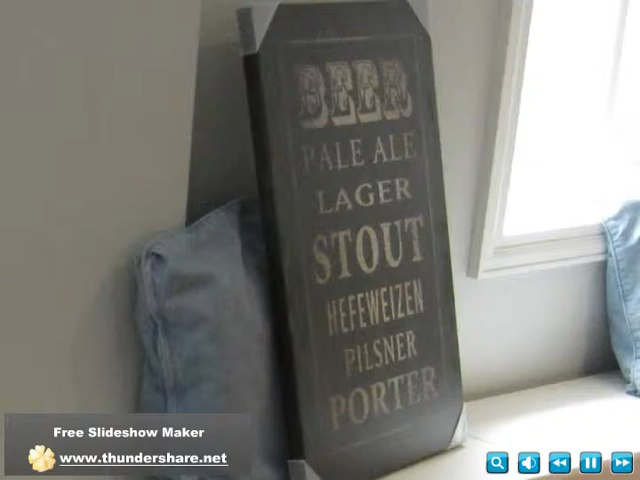 BEER
PALE ALE
LAGER
STOUT
HEFEWEIZEN
PILSNER
PORTER
Free Slideshow Maker
www.thundershare.net